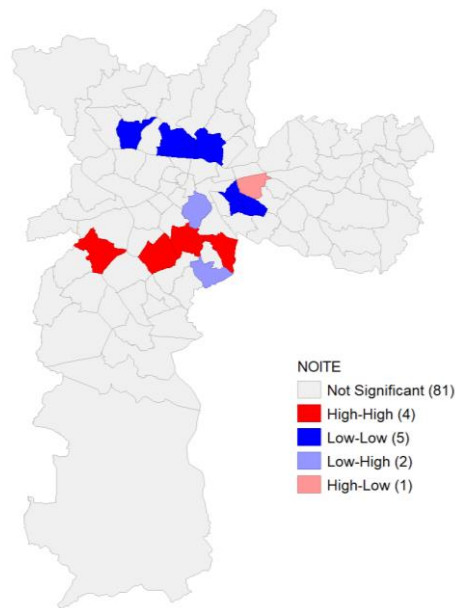 NOITE
Not Significant (81)
High-High (4)
Low-Low (5)
Low-High (2)
High-Low (1)